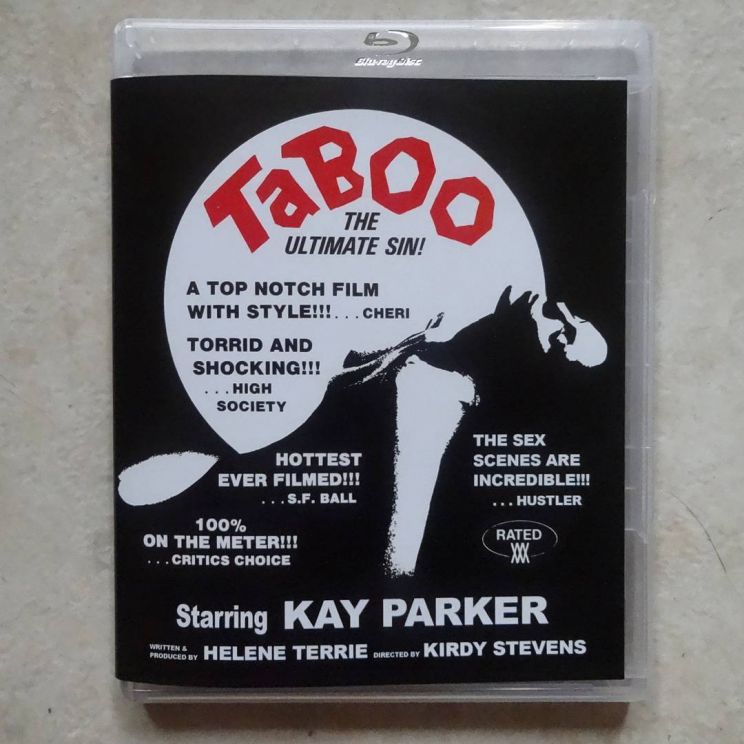 Blu-ray Disc
TaBOO
THE
ULTIMATE SIN!
A TOP NOTCH FILM
WITH STYLE!!!...CHERI
TORRID AND
SHOCKING!!!
...HIGH
SOCIETY
HOTTEST
EVER FILMED!!!
...S.F. BALL
THE SEX
SCENES ARE
INCREDIBLE!!!
...HUSTLER
100%
ON THE METER!!!
...CRITICS CHOICE
RATED
XXX
Starring KAY PARKER
WRITTEN &
PRODUCED BY HELENE TERRIE DIRECTED BY KIRDY STEVENS